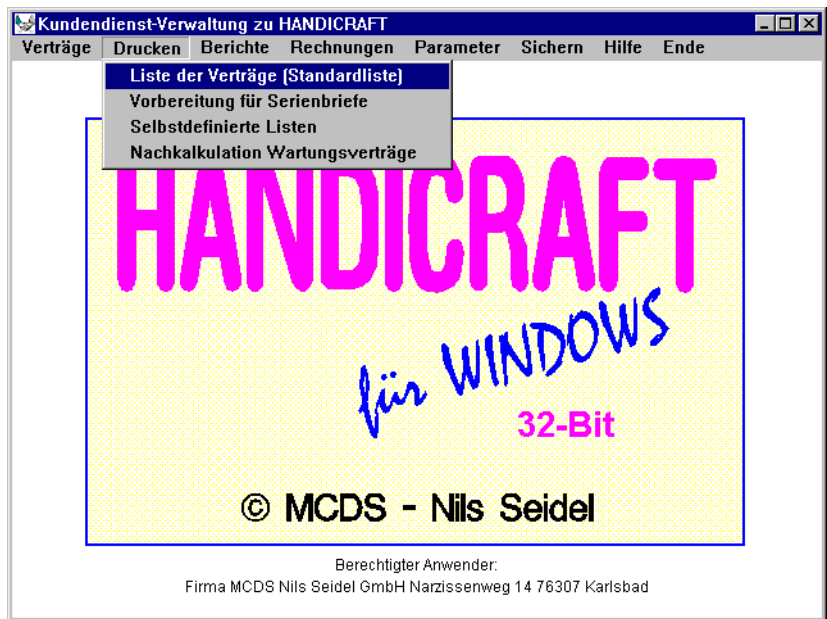 Kundendienst-Verwaltung zu HANDICRAFT
Verträge Drucken Berichte Rechnungen Parameter Sichern Hilfe Ende
Liste der Verträge (Standardliste)
Vorbereitung für Serienbriefe
Selbstdefinierte Listen
Nachkalkulation Wartungsverträge
HANDICRAFT
für WINDOWS
32-Bit
© MCDS - Nils Seidel
Berechtigter Anwender:
Firma MCDS Nils Seidel GmbH Narzissenweg 14 76307 Karlsbad